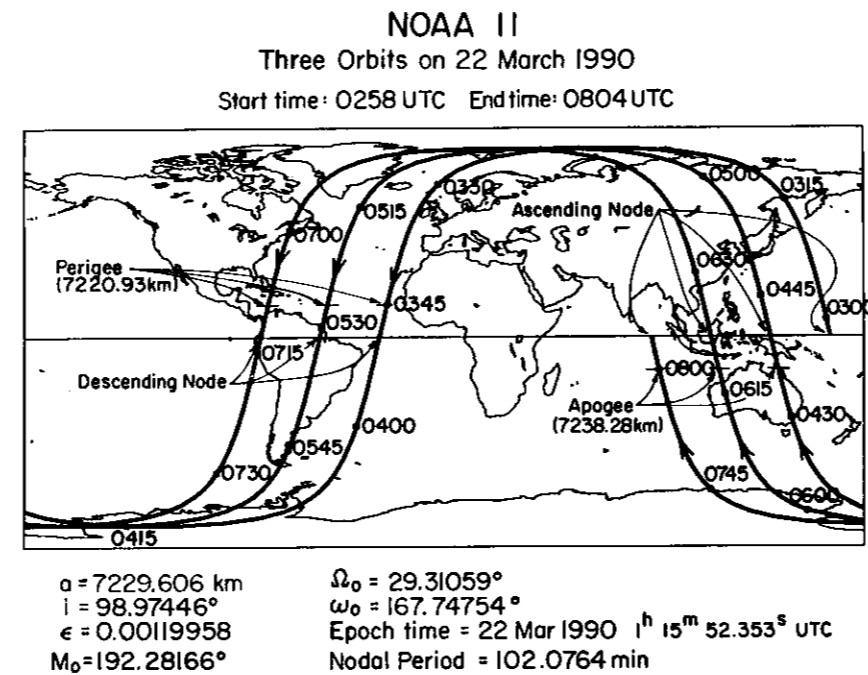 NOAA 11
Three Orbits on 22 March 1990
Start time: 0258 UTC End time: 0804 UTC
0330
0500
0315
0515
Ascending Node
0700
0630
Perigee
(7220.93km)
0445
0345
0300
0530
0715
0800
Descending Node
0615
Apogee
(7238.28km)
0430
0400
0545
0730
0745
0600
0415
a = 7229.606 km
Ω₀ = 29.31059°
i = 98.97446°
ω₀ = 167.74754°
ϵ = 0.00119958
Epoch time = 22 Mar 1990 1ʰ 15ᵐ 52.353ˢ UTC
M₀=192.28166°
Nodal Period = 102.0764 min